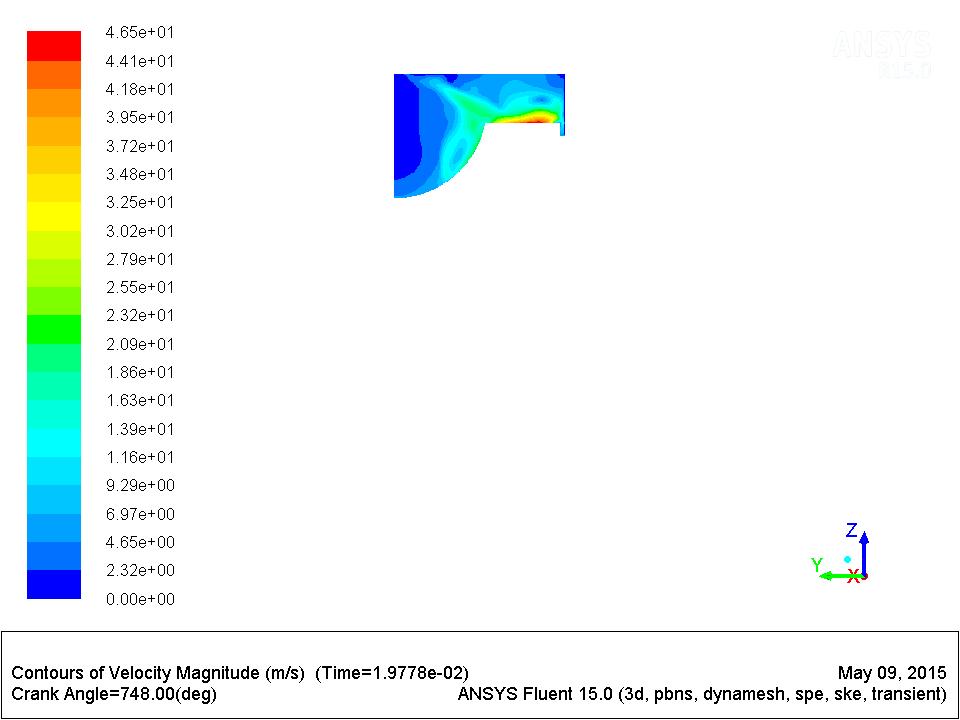 4.65e+01
4.41e+01
4.18e+01
3.95e+01
3.72e+01
3.48e+01
3.25e+01
3.02e+01
2.79e+01
2.55e+01
2.32e+01
2.09e+01
1.86e+01
1.63e+01
1.39e+01
1.16e+01
9.29e+00
6.97e+00
4.65e+00
2.32e+00
0.00e+00
ANSYS
R15.0
Z
Y
X
Contours of Velocity Magnitude (m/s) (Time=1.9778e-02)
Crank Angle=748.00(deg)
May 09, 2015
ANSYS Fluent 15.0 (3d, pbns, dynamesh, spe, ske, transient)